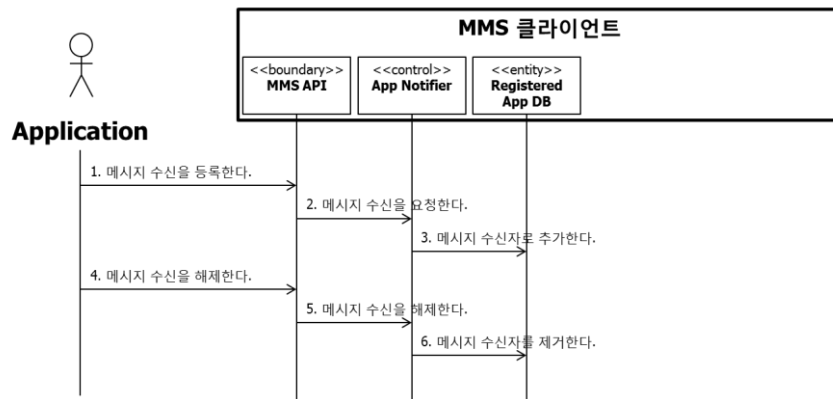 MMS 클라이언트
<<boundary>>
MMS API
<<control>>
App Notifier
<<entity>>
Registered
App DB
Application
1. 메시지 수신을 등록한다.
2. 메시지 수신을 요청한다.
3. 메시지 수신자로 추가한다.
4. 메시지 수신을 해제한다.
5. 메시지 수신을 해제한다.
6. 메시지 수신자를 제거한다.